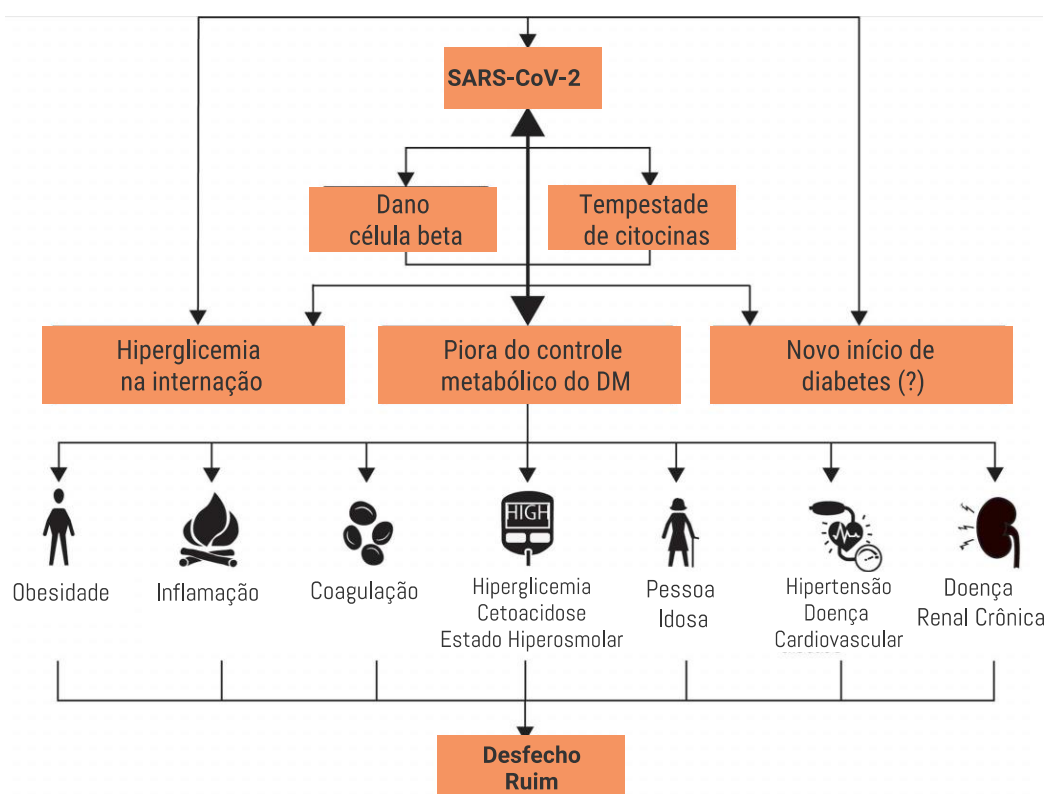 SARS-CoV-2
Dano
célula beta
Tempestade
de citocinas
Hiperglicemia
na internação
Piora do controle
metabólico do DM
Novo início de
diabetes (?)
HIGH
Obesidade
Inflamação
Coagulação
Hiperglicemia
Cetoacidose
Estado Hiperosmolar
Pessoa
Idosa
Hipertensão
Doença
Cardiovascular
Doença
Renal Crônica
Desfecho
Ruim